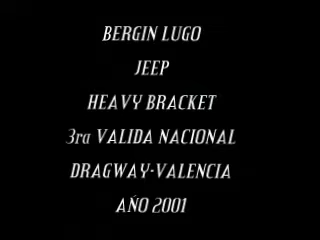 BERGIN LUGO
JEEP
HEAVY BRACKET
3ra VALIDA NACIONAL
DRAGWAY-VALENCIA
AÑO 2001